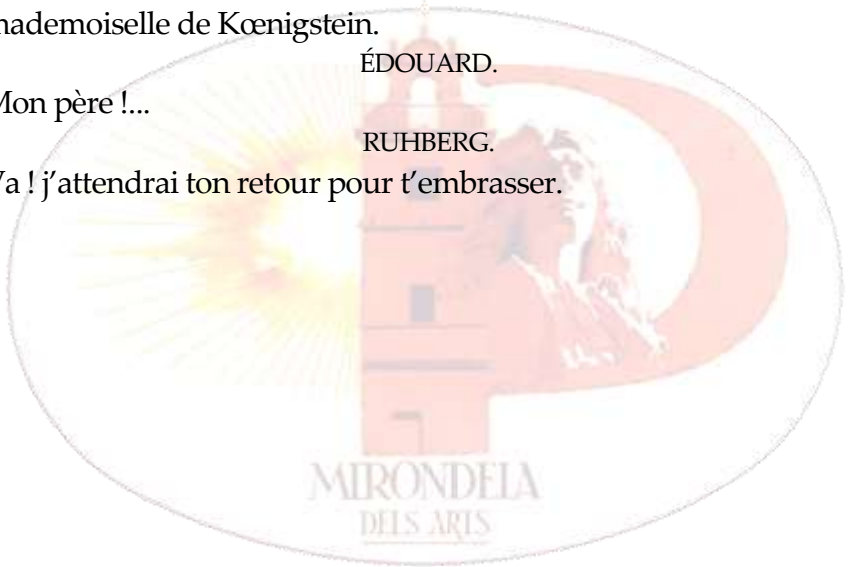 mademoiselle de Kœnigstein.
ÉDOUARD.
Mon père !...
RUHBERG.
Va ! j’attendrai ton retour pour t’embrasser.
MIRONDELA
DELS ARTS